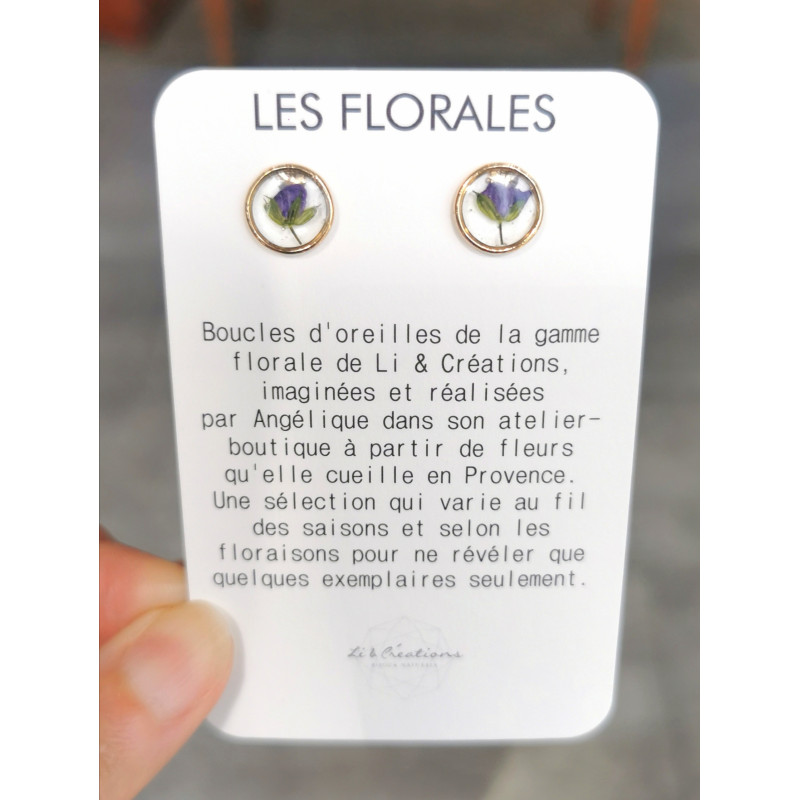 LES FLORALES
Boucles d'oreilles de la gamme
florale de Li & Créations,
imaginées et réalisées
par Angélique dans son atelier-
boutique à partir de fleurs
qu'elle cueille en Provence.
Une sélection qui varie au fil
des saisons et selon les
floraisons pour ne révéler que
quelques exemplaires seulement.
Li & Créations